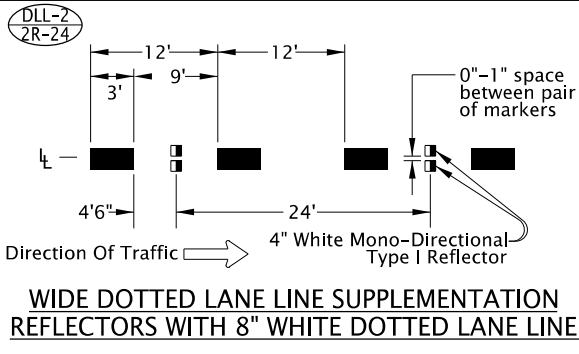 DLL-2
2R-24
12'
12'
3'
9'
0"-1" space
between pair
of markers
LL
4'6"
24'
Direction Of Traffic
4" White Mono-Directional
Type I Reflector
WIDE DOTTED LANE LINE SUPPLEMENTATION
REFLECTORS WITH 8" WHITE DOTTED LANE LINE